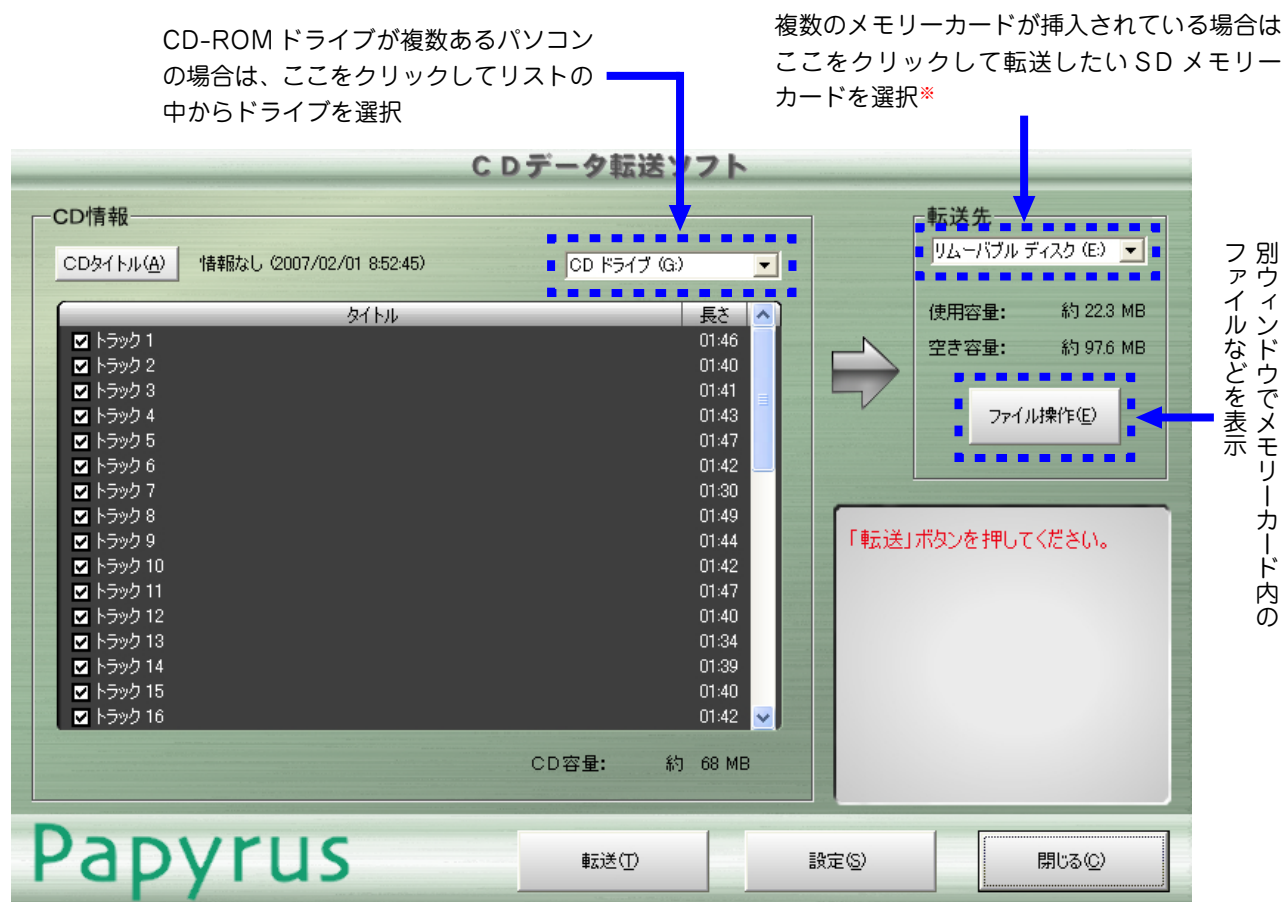 CD-ROMドライブが複数あるパソコン
の場合は、ここをクリックしてリストの
中からドライブを選択
複数のメモリーカードが挿入されている場合は
ここをクリックして転送したいSDメモリー
カードを選択※
CDデータ転送ソフト
CD情報
CDタイトル(A)
情報なし (2007/02/01 8:52:45)
CD ドライブ (G:)
タイトル 長さ
トラック 1 01:46
トラック 2 01:40
トラック 3 01:41
トラック 4 01:43
トラック 5 01:47
トラック 6 01:42
トラック 7 01:30
トラック 8 01:49
トラック 9 01:44
トラック 10 01:42
トラック 11 01:47
トラック 12 01:40
トラック 13 01:34
トラック 14 01:39
トラック 15 01:40
トラック 16 01:42
CD容量: 約 68 MB
転送先
リムーバブル ディスク (E:)
使用容量: 約 22.3 MB
空き容量: 約 97.6 MB
ファイル操作(E)
別ウィンドウでメモリーカード内の
ファイルなどを表示
「転送」ボタンを押してください。
Papyrus
転送(T)
設定(S)
閉じる(C)